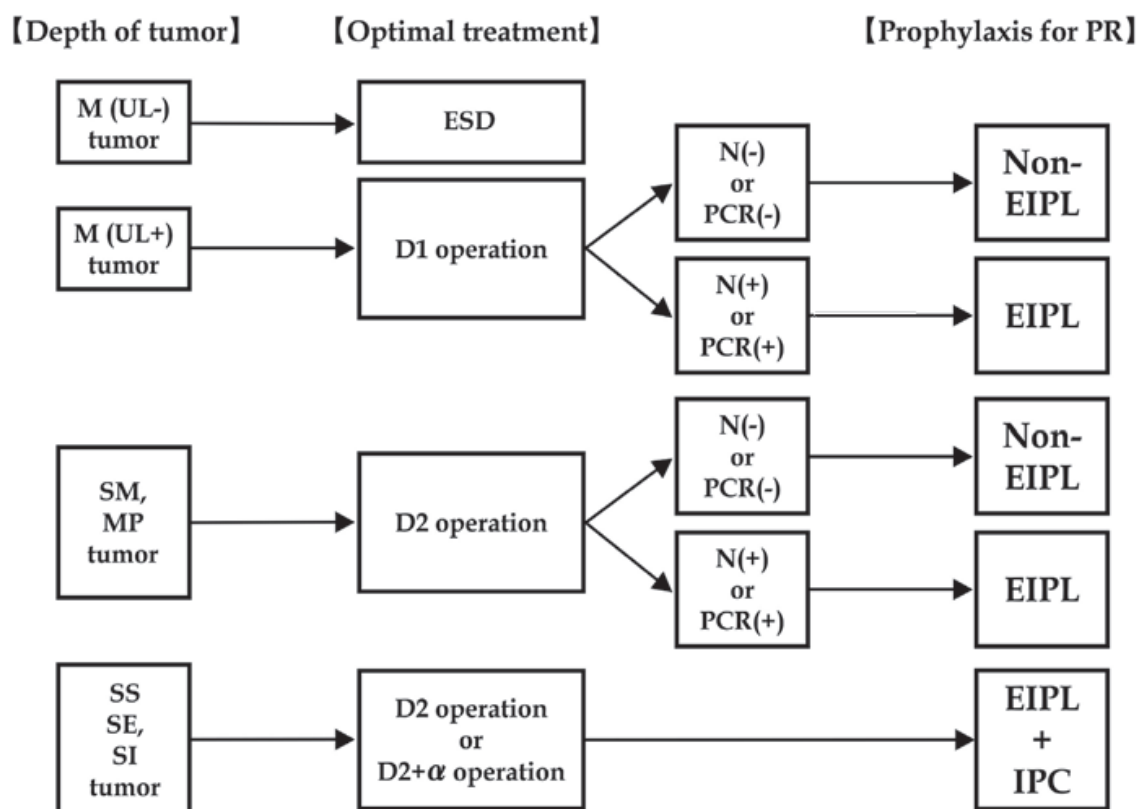 【Depth of tumor】
【Optimal treatment】
【Prophylaxis for PR】
M (UL-)
tumor
ESD
M (UL+)
tumor
D1 operation
N(-)
or
PCR(-)
Non-
EIPL
N(+)
or
PCR(+)
EIPL
SM,
MP
tumor
D2 operation
N(-)
or
PCR(-)
Non-
EIPL
N(+)
or
PCR(+)
EIPL
SS
SE,
SI
tumor
D2 operation
or
D2+α operation
EIPL
+
IPC